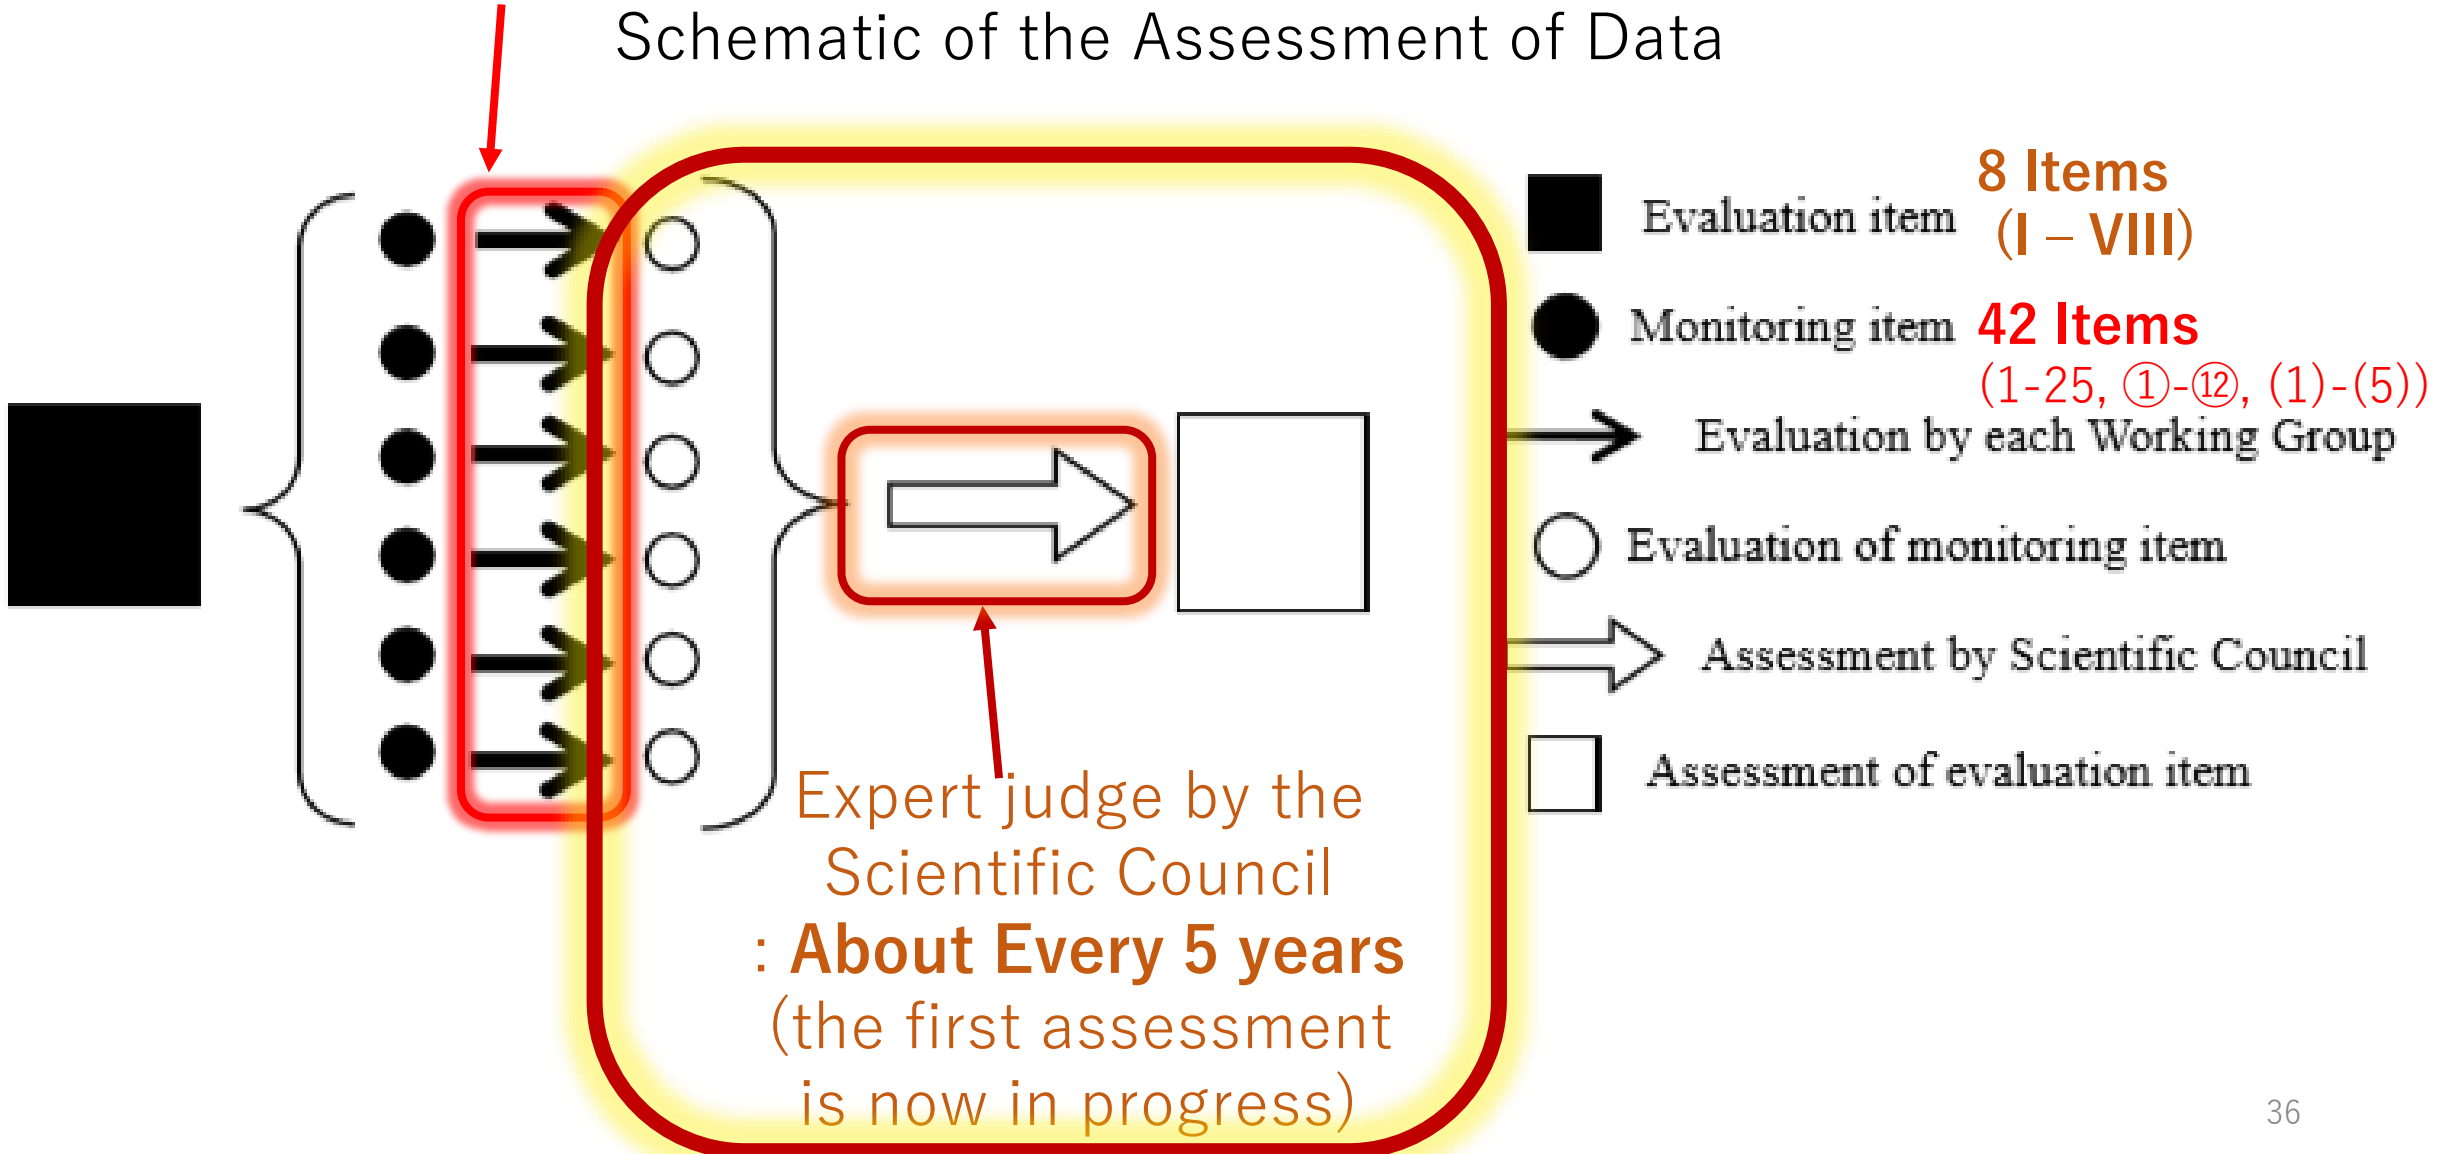 Schematic of the Assessment of Data
8 Items
Evaluation item
(I – VIII)
Monitoring item 42 Items
(1-25, ①-⑫, (1)-(5))
Evaluation by each Working Group
Evaluation of monitoring item
Assessment by Scientific Council
Assessment of evaluation item
Expert judge by the
Scientific Council
: About Every 5 years
(the first assessment
is now in progress)
36